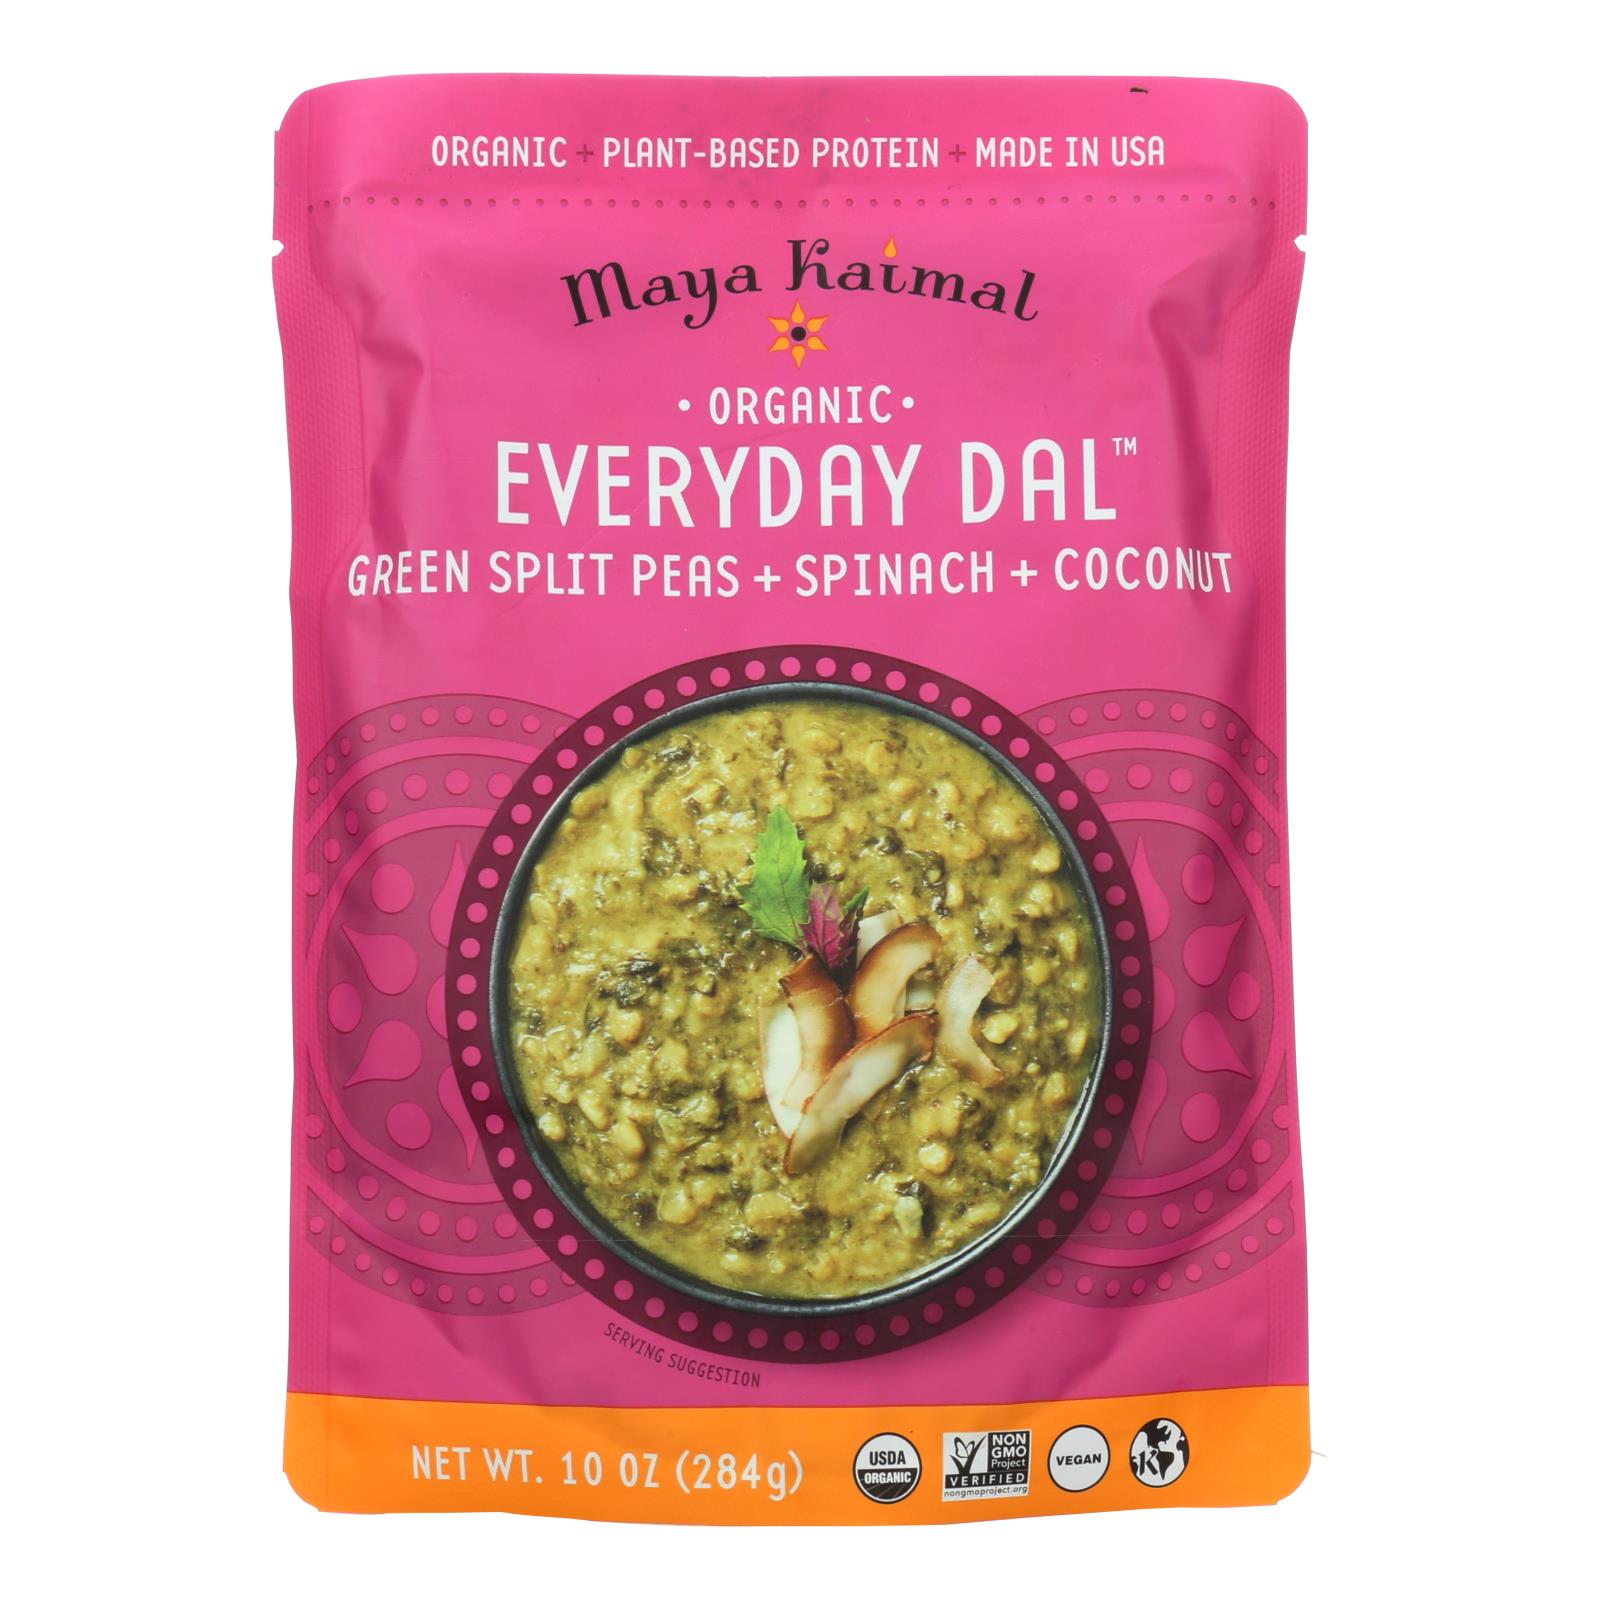 ORGANIC + PLANT-BASED PROTEIN + MADE IN USA
Maya Kaimal
• ORGANIC •
EVERYDAY DAL™
GREEN SPLIT PEAS + SPINACH + COCONUT
SERVING SUGGESTION
NET WT. 10 OZ (284g)
USDA
ORGANIC
NON
GMO
Project
VERIFIED
nongmoproject.org
VEGAN
K